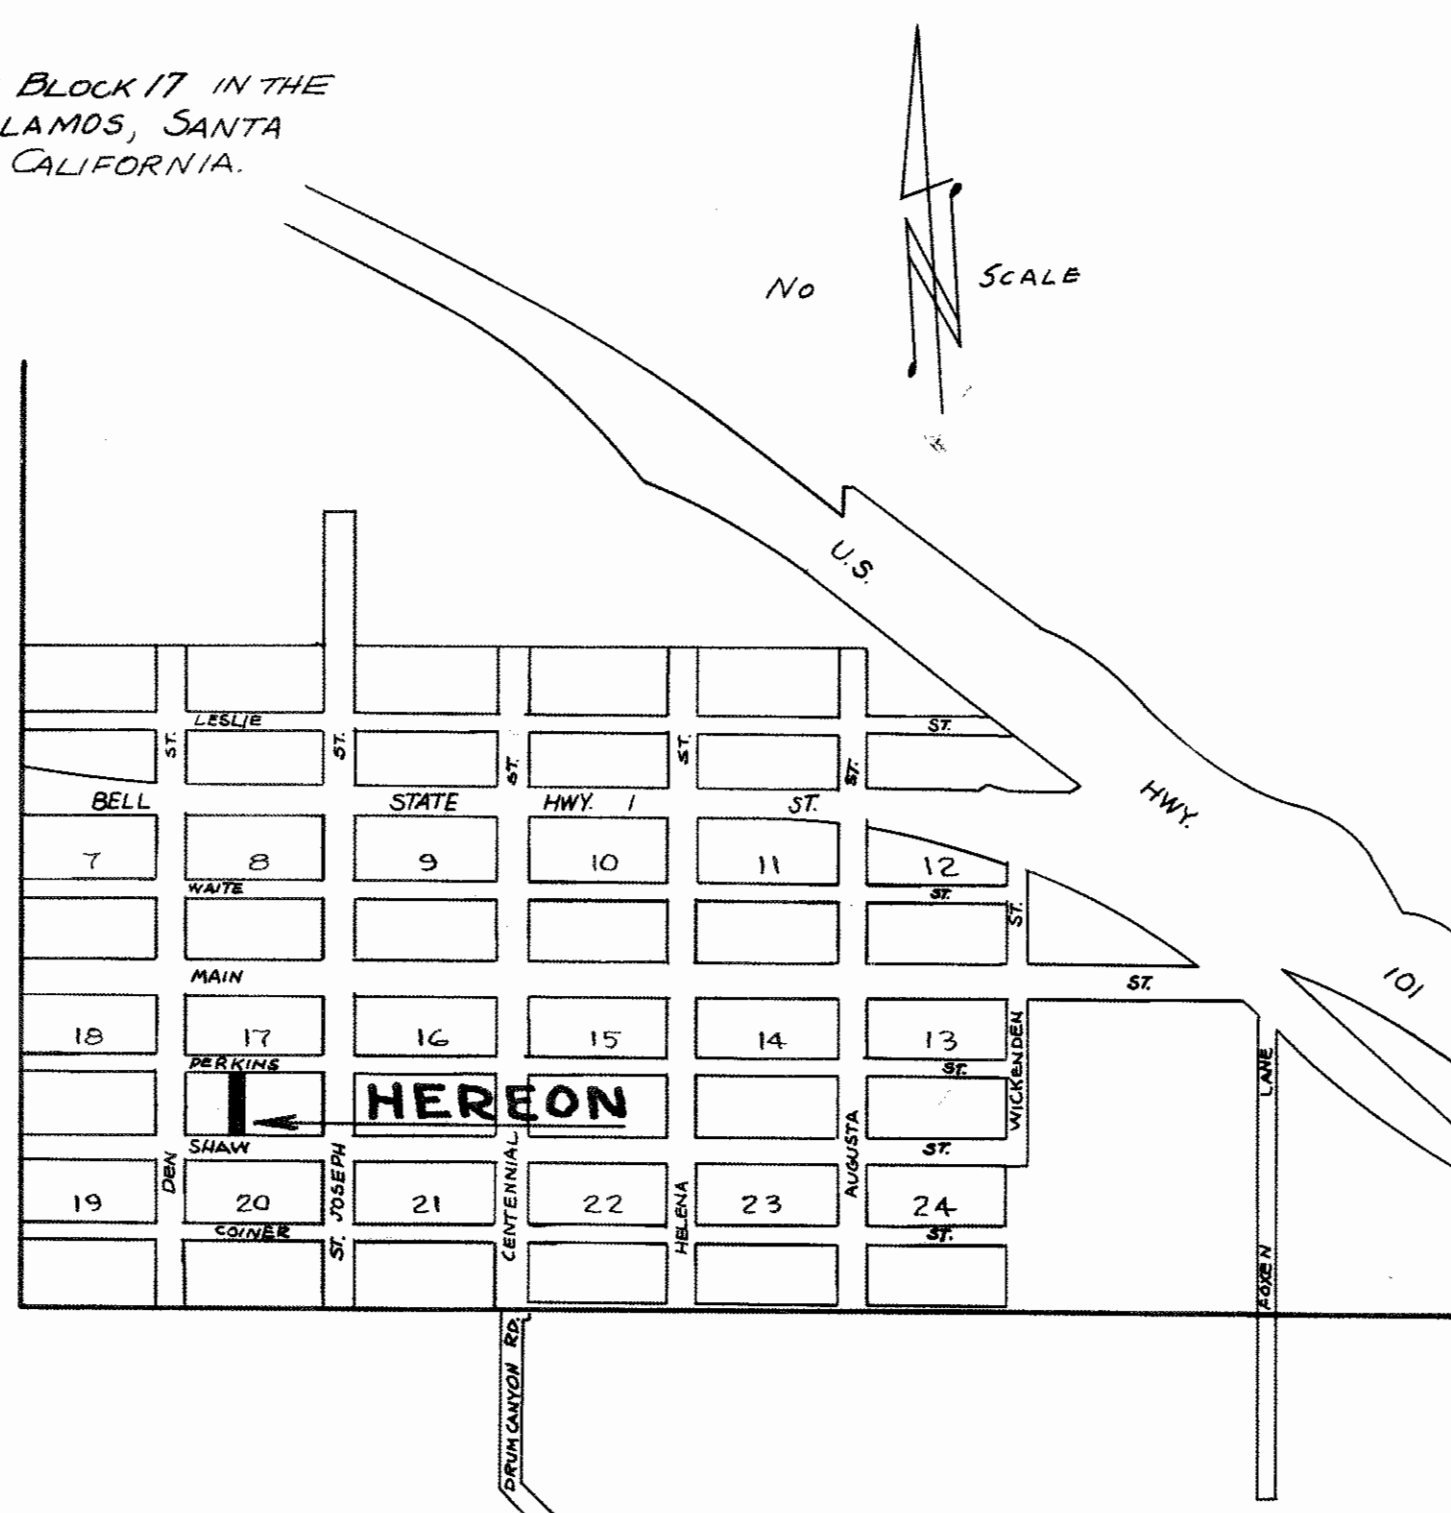 BLOCK 17 IN THE
LAMOS, SANTA
CALIFORNIA.
No
SCALE
U.S.
HWY.
101
LESLIE
ST.
ST.
ST.
ST.
ST.
ST.
BELL
STATE
HWY. 1
ST.
7
8
9
10
11
12
WAITE
ST.
ST.
MAIN
ST.
18
17
16
15
14
13
PERKINS
ST.
WICKENDEN
LANE
HEREON
SHAW
ST.
DEN
ST. JOSEPH
CENTENNIAL
HELENA
AUGUSTA
19
20
21
22
23
24
COINER
ST.
FOXEN
DRUM CANYON RD.